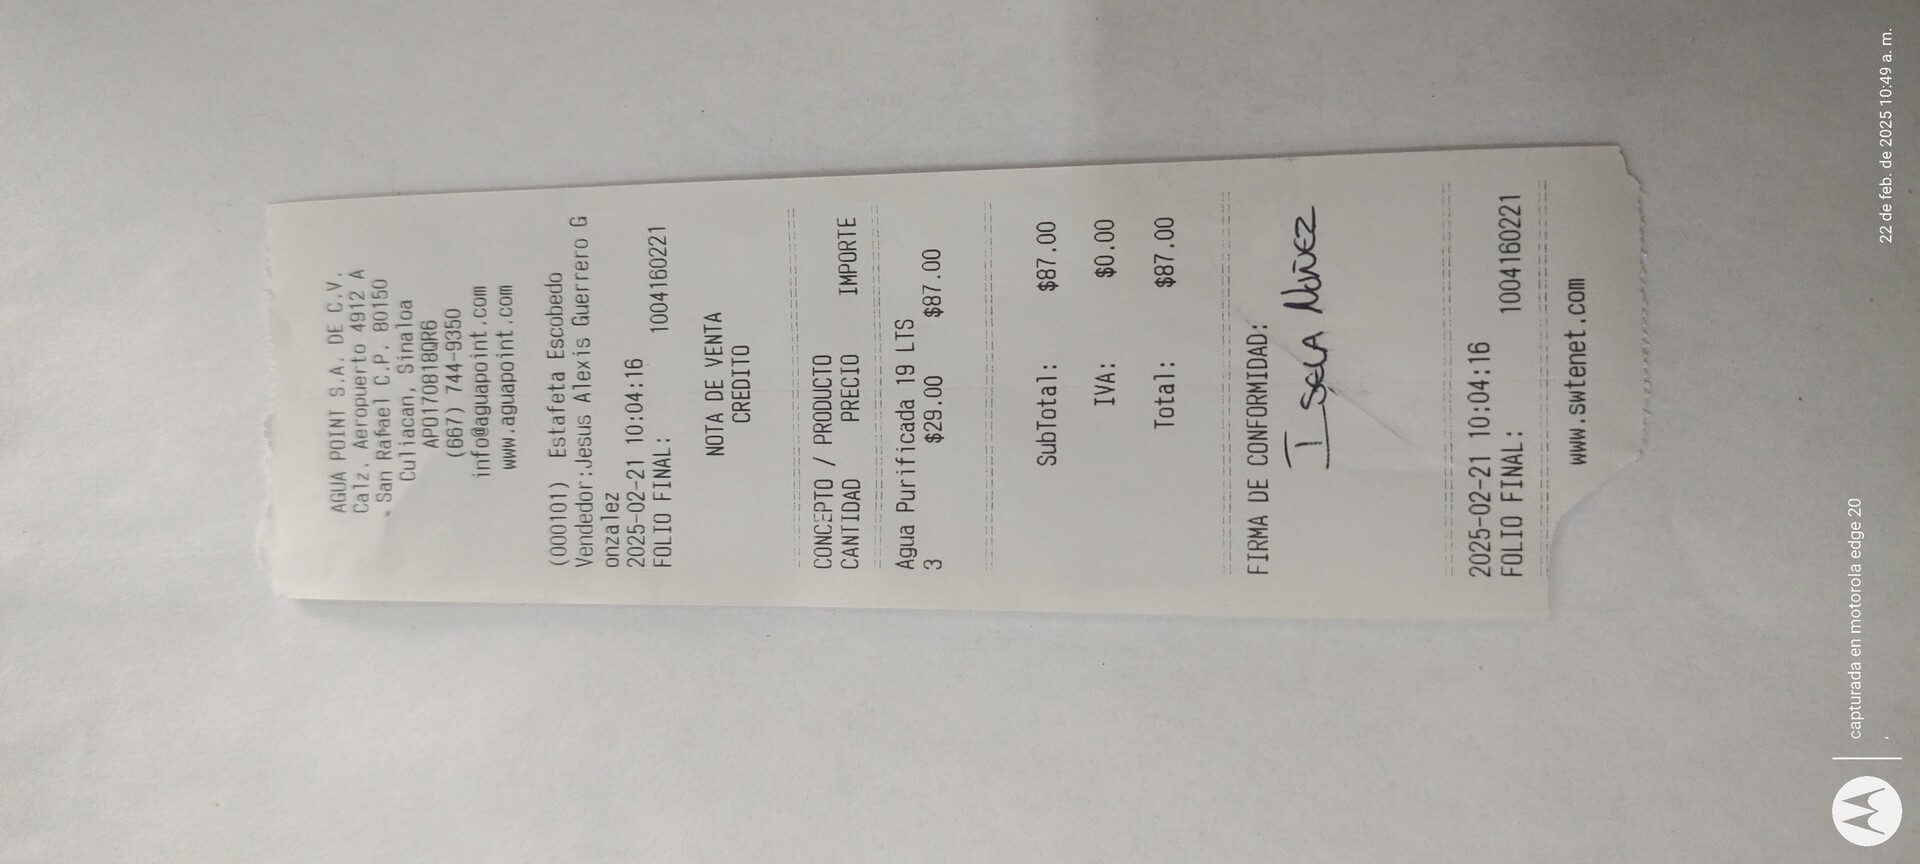 AGUA POINT S.A. DE C.V.
Calz. Aeropuerto 4912 A
San Rafael C.P. 80150
Culiacan, Sinaloa
APO170818QR6
(667) 744-9350
info@aguapoint.com
www.aguapoint.com
(000101) Estafeta Escobedo
Vendedor:Jesus Alexis Guerrero G
onzalez
2025-02-21 10:04:16
FOLIO FINAL: 1004160221
NOTA DE VENTA
CREDITO
CONCEPTO / PRODUCTO
CANTIDAD PRECIO IMPORTE
Agua Purificada 19 LTS
3 $29.00 $87.00
SubTotal: $87.00
IVA: $0.00
Total: $87.00
FIRMA DE CONFORMIDAD:
ISELA NUÑEZ
2025-02-21 10:04:16
FOLIO FINAL: 1004160221
www.swtenet.com
capturada en motorola edge 20
22 de feb. de 2025 10:49 a. m.